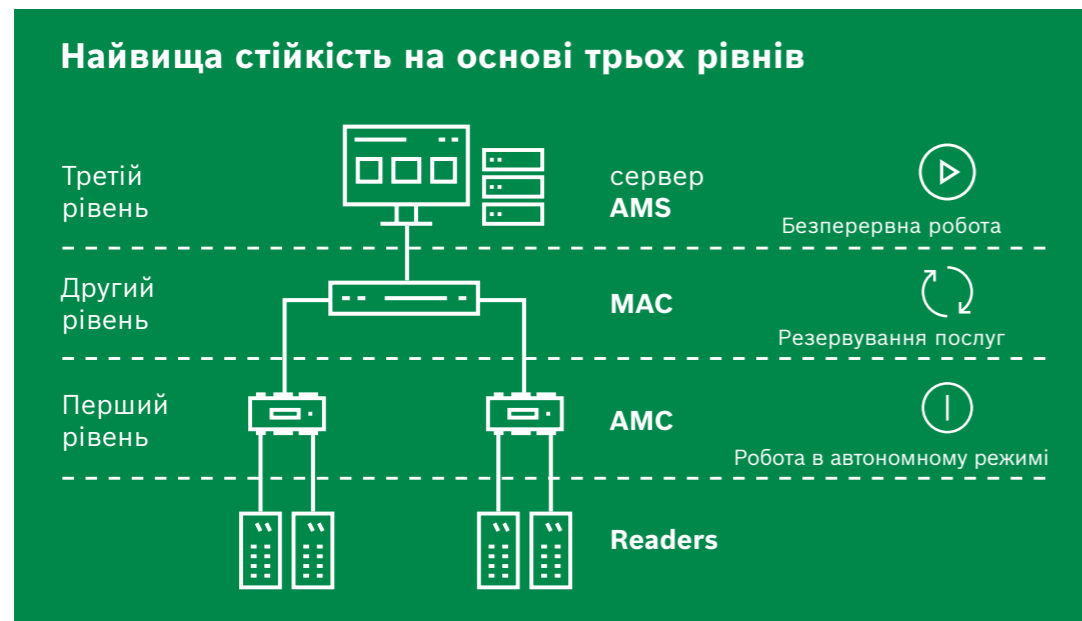 Найвища стійкість на основі трьох рівнів
Третій
рівень
сервер
AMS
Безперервна робота
Другий
рівень
MAC
Резервування послуг
Перший
рівень
AMC
Робота в автономному режимі
Readers